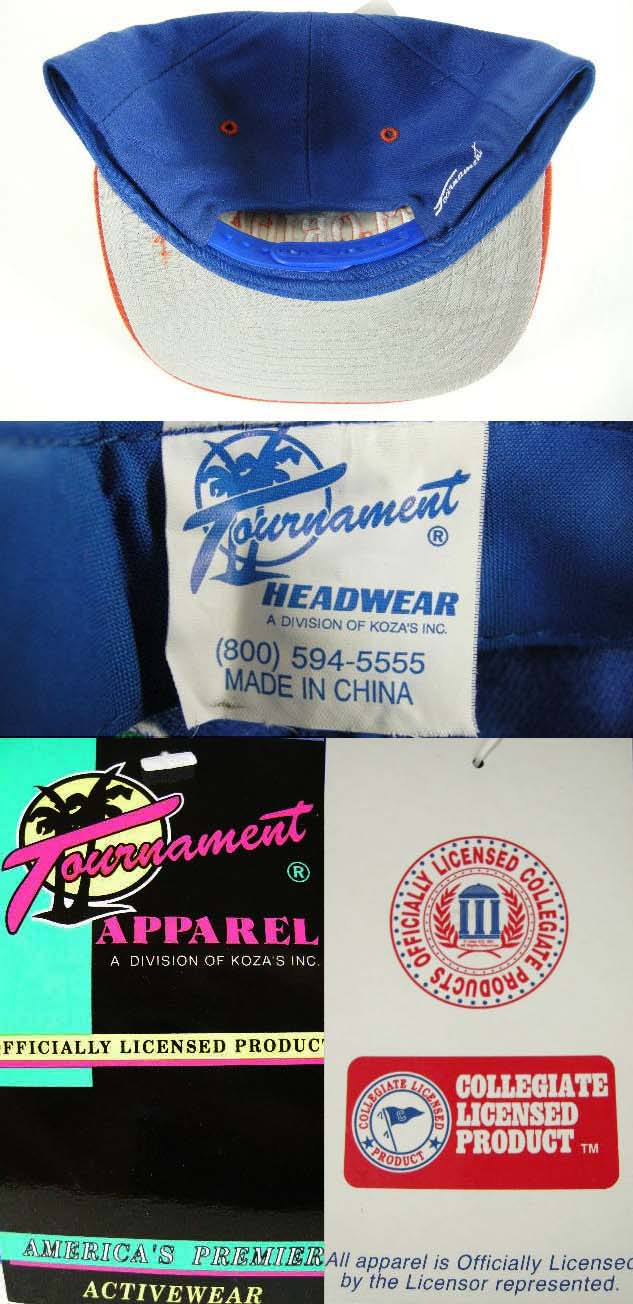 Tournament
Tournament
®
HEADWEAR
A DIVISION OF KOZA'S INC.
(800) 594-5555
MADE IN CHINA
Tournament
®
APPAREL
A DIVISION OF KOZA'S INC.
FFICIALLY LICENSED PRODUC
AMERICA'S PREMIER
ACTIVEWEAR
OFFICIALLY LICENSED COLLEGIATE PRODUCTS
COLLEGIATE LICENSED PRODUCT
C
COLLEGIATE
LICENSED
PRODUCT TM
All apparel is Officially Licensed
by the Licensor represented.